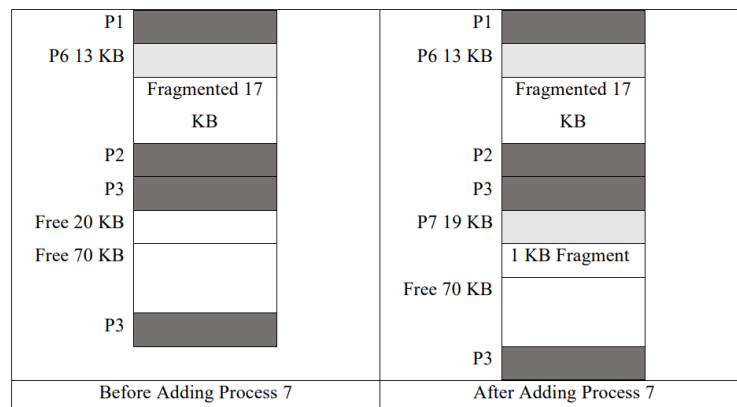 P1
P6 13 KB
Fragmented 17
KB
P2
P3
Free 20 KB
Free 70 KB
P3
Before Adding Process 7
P1
P6 13 KB
Fragmented 17
KB
P2
P3
P7 19 KB
1 KB Fragment
Free 70 KB
P3
After Adding Process 7